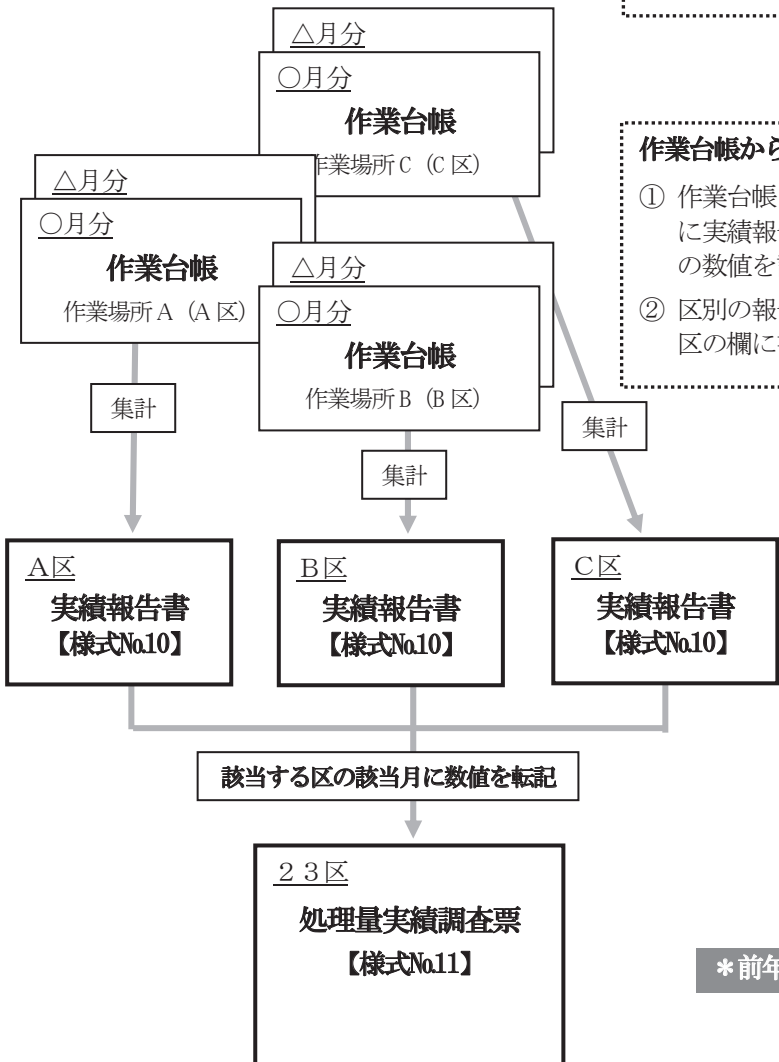 △月分
○月分
作業台帳
作業場所C（C区）
△月分
○月分
作業台帳
作業場所A（A区）
△月分
○月分
作業台帳
作業場所B（B区）
作業台帳から
① 作業台帳
に実績報
の数値を
② 区別の報
区の欄に
集計
集計
集計
A区
実績報告書
【様式No.10】
B区
実績報告書
【様式No.10】
C区
実績報告書
【様式No.10】
該当する区の該当月に数値を転記
２３区
処理量実績調査票
【様式No.11】
＊前年